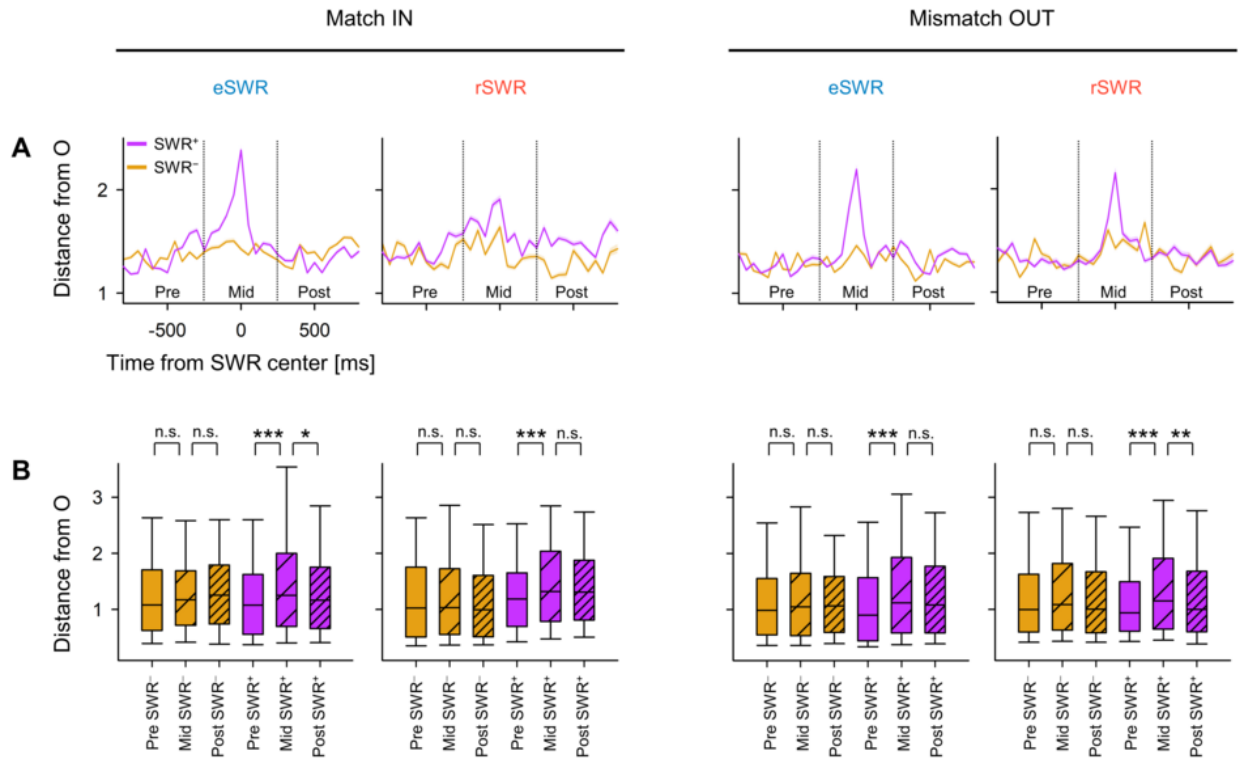 Match IN
Mismatch OUT
eSWR
rSWR
eSWR
rSWR
A
Distance from O
2
1
SWR⁺
SWR⁻
Pre Mid Post
Pre Mid Post
Pre Mid Post
Pre Mid Post
-500 0 500
Time from SWR center [ms]
B
n.s. n.s. *** *
n.s. n.s. *** n.s.
n.s. n.s. *** n.s.
n.s. n.s. *** **
Distance from O
3
2
1
Pre SWR⁻
Mid SWR⁻
Post SWR⁻
Pre SWR⁺
Mid SWR⁺
Post SWR⁺
Pre SWR⁻
Mid SWR⁻
Post SWR⁻
Pre SWR⁺
Mid SWR⁺
Post SWR⁺
Pre SWR⁻
Mid SWR⁻
Post SWR⁻
Pre SWR⁺
Mid SWR⁺
Post SWR⁺
Pre SWR⁻
Mid SWR⁻
Post SWR⁻
Pre SWR⁺
Mid SWR⁺
Post SWR⁺